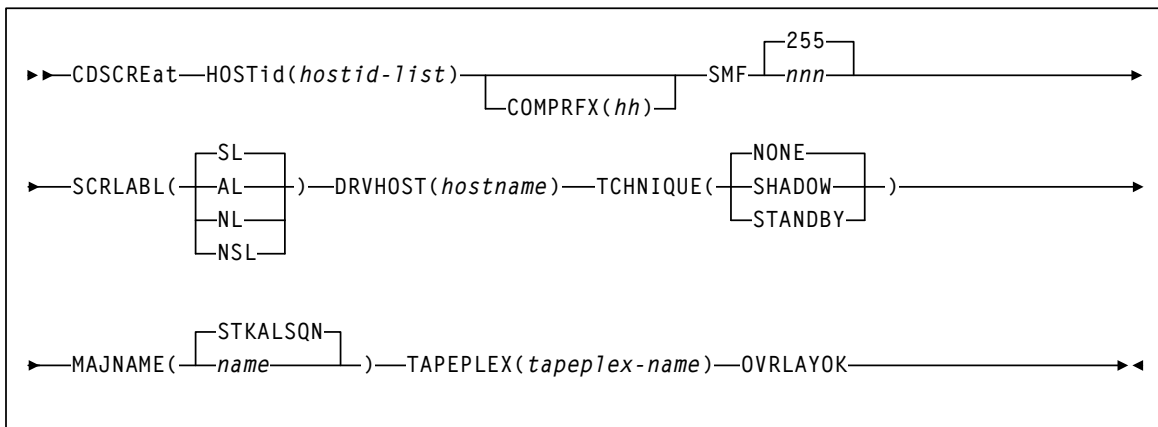 255
CDSCREat HOSTid(hostid-list) SMF nnn
COMPRFX(hh)
SL NONE
SCRLABL( AL ) DRVHOST(hostname) TCHNIQUE( SHADOW )
NL STANDBY
NSL
STKALSQN
MAJNAME( name ) TAPEPLEX(tapeplex-name) OVRLAYOK